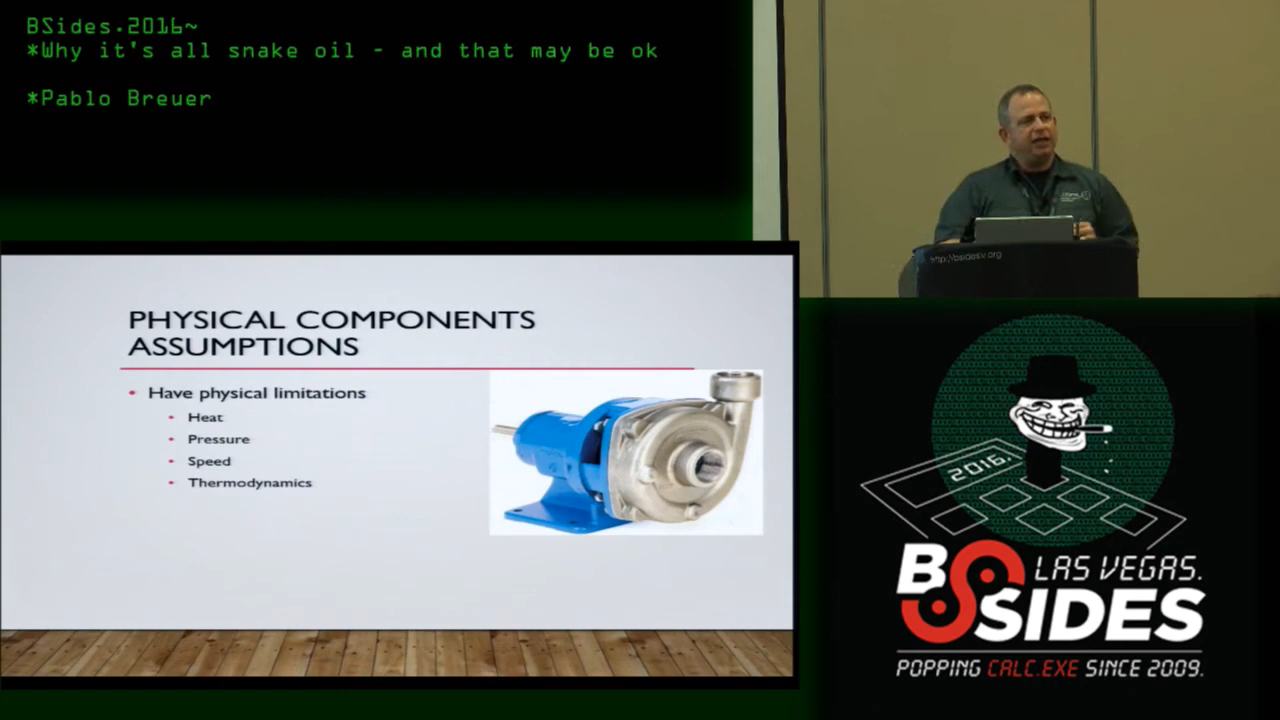 BSides.2016~
*Why it's all snake oil - and that may be ok
*Pablo Breuer
http://bsideslv.org
PHYSICAL COMPONENTS
ASSUMPTIONS
• Have physical limitations
• Heat
• Pressure
• Speed
• Thermodynamics
2016.
BSIDES
LAS VEGAS.
POPPING CALC.EXE SINCE 2009.